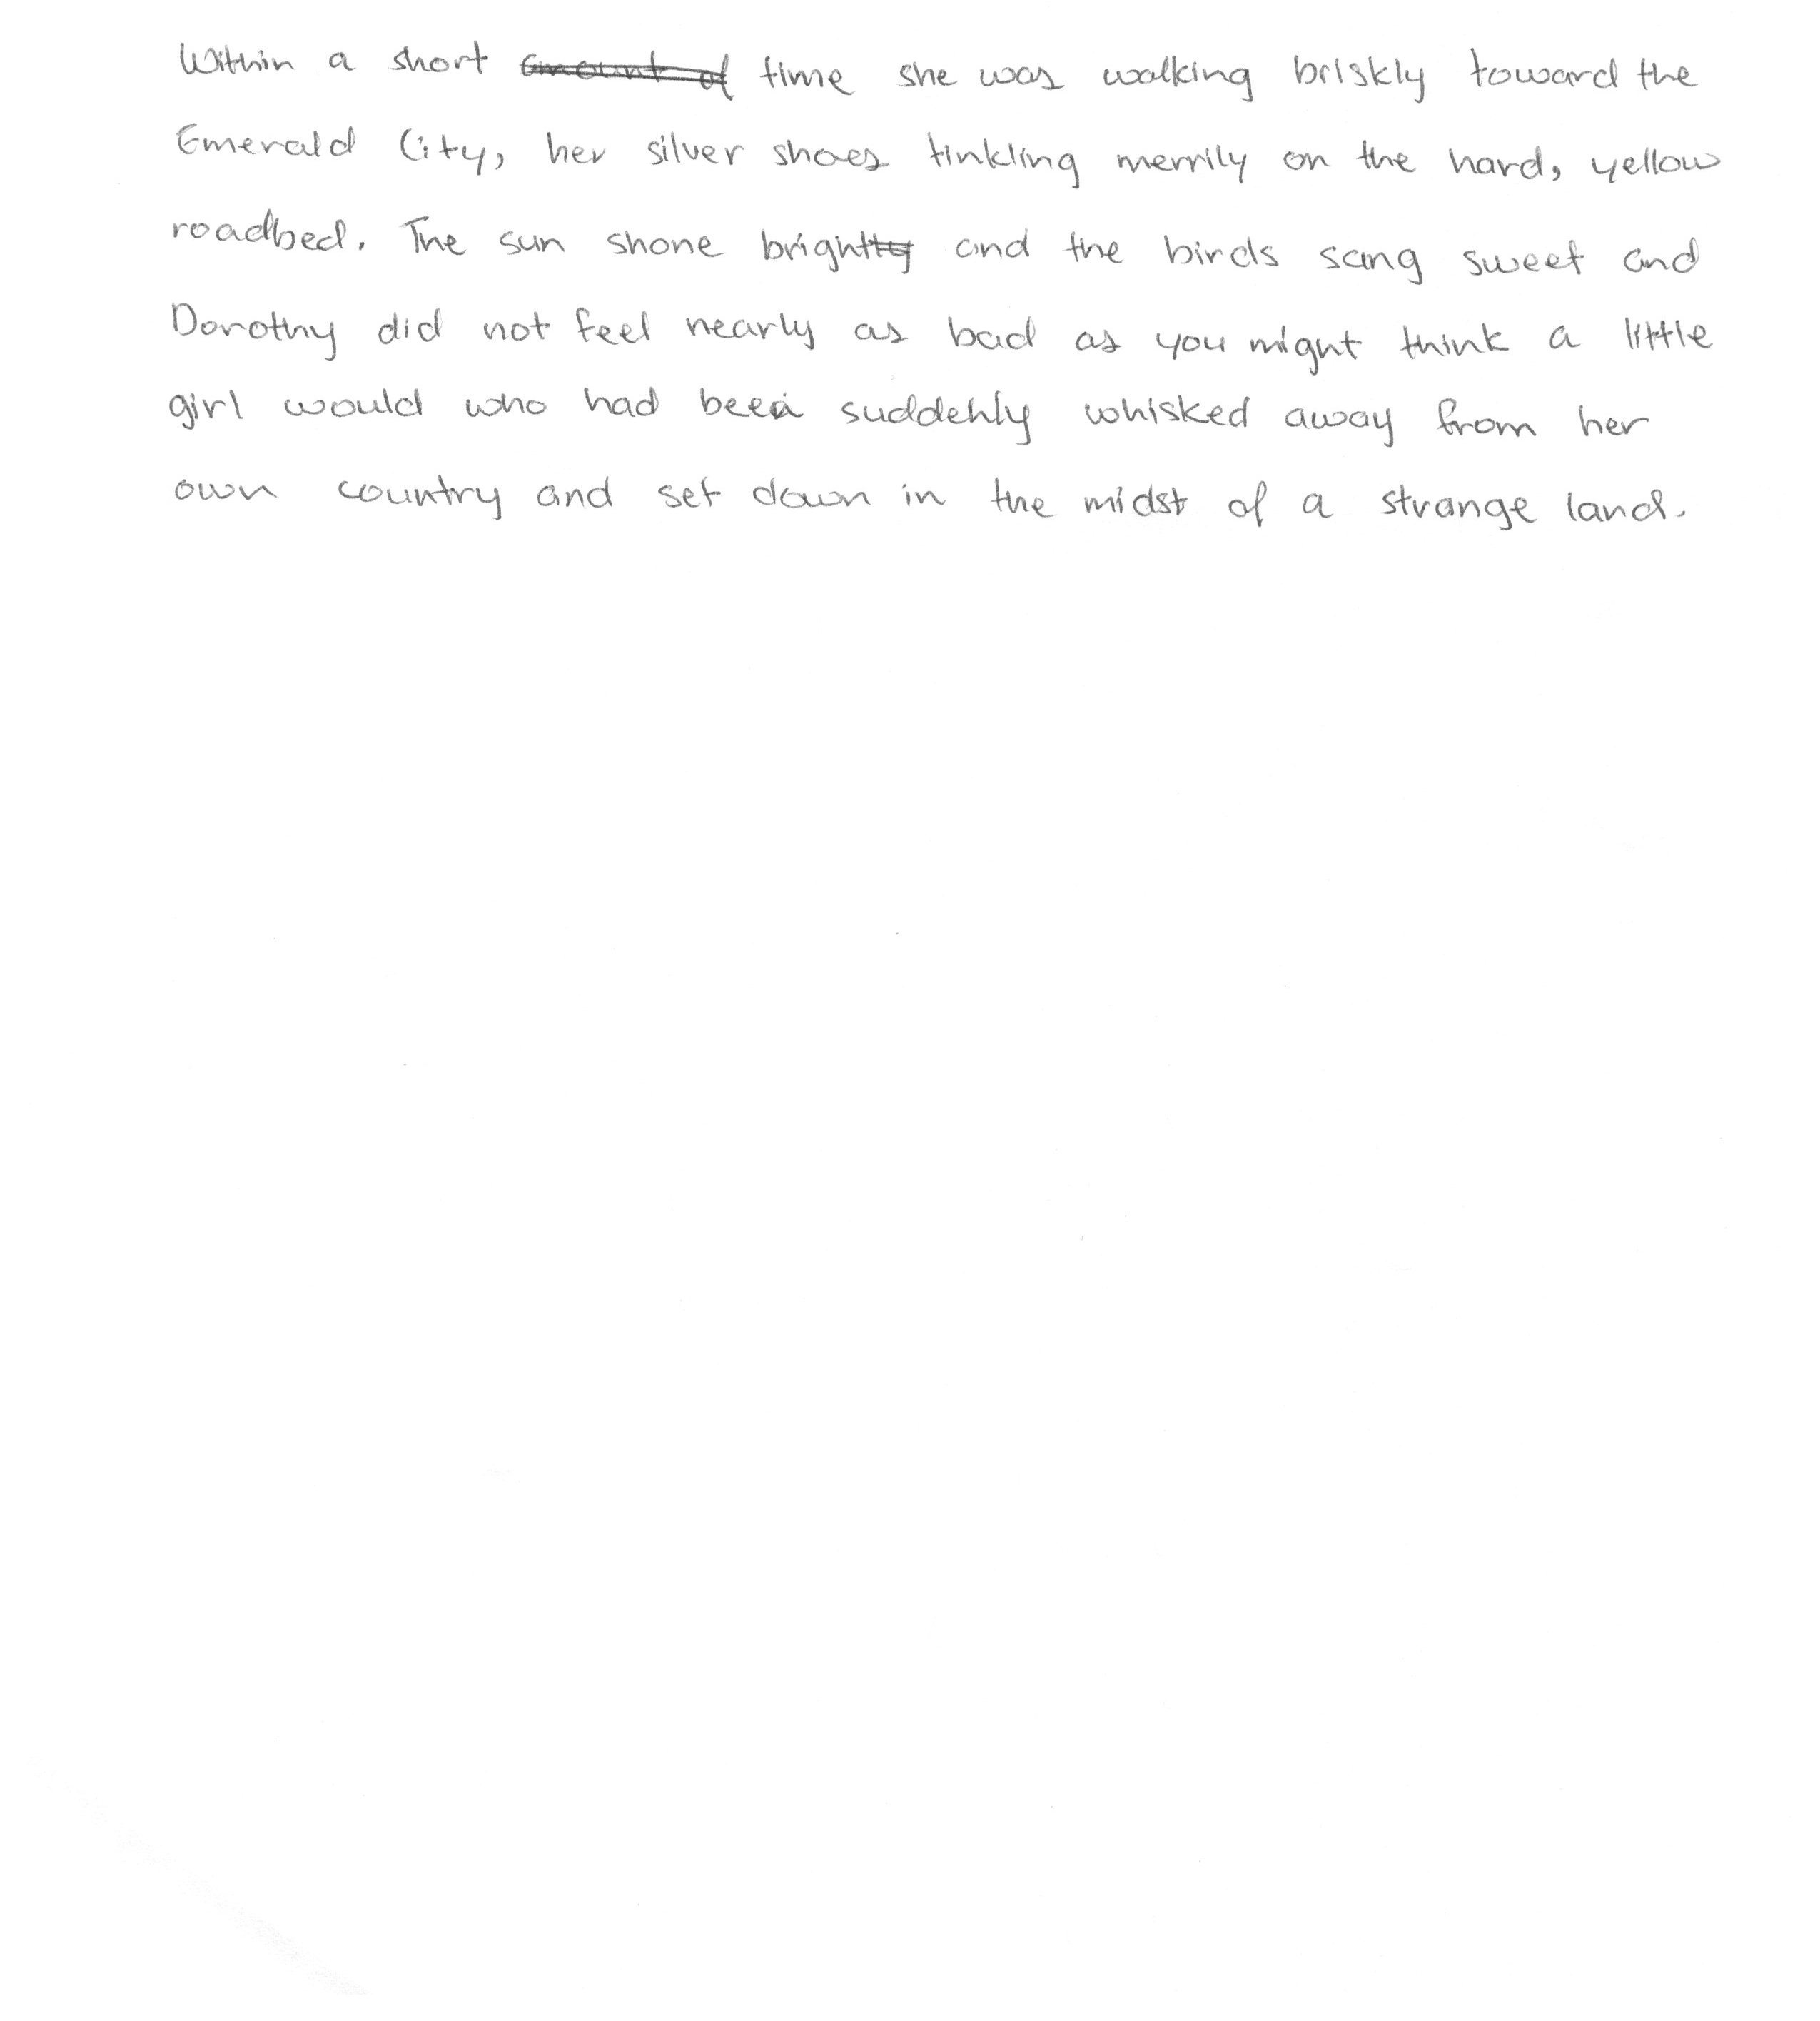 Within a short ~~amount of~~ time she was walking briskly toward the
Emerald City, her silver shoes tinkling merrily on the hard, yellow
roadbed. The sun shone bright~~ly~~ and the birds sang sweet and
Dorothy did not feel nearly as bad as you might think a little
girl would who had been suddenly whisked away from her
own country and set down in the midst of a strange land.